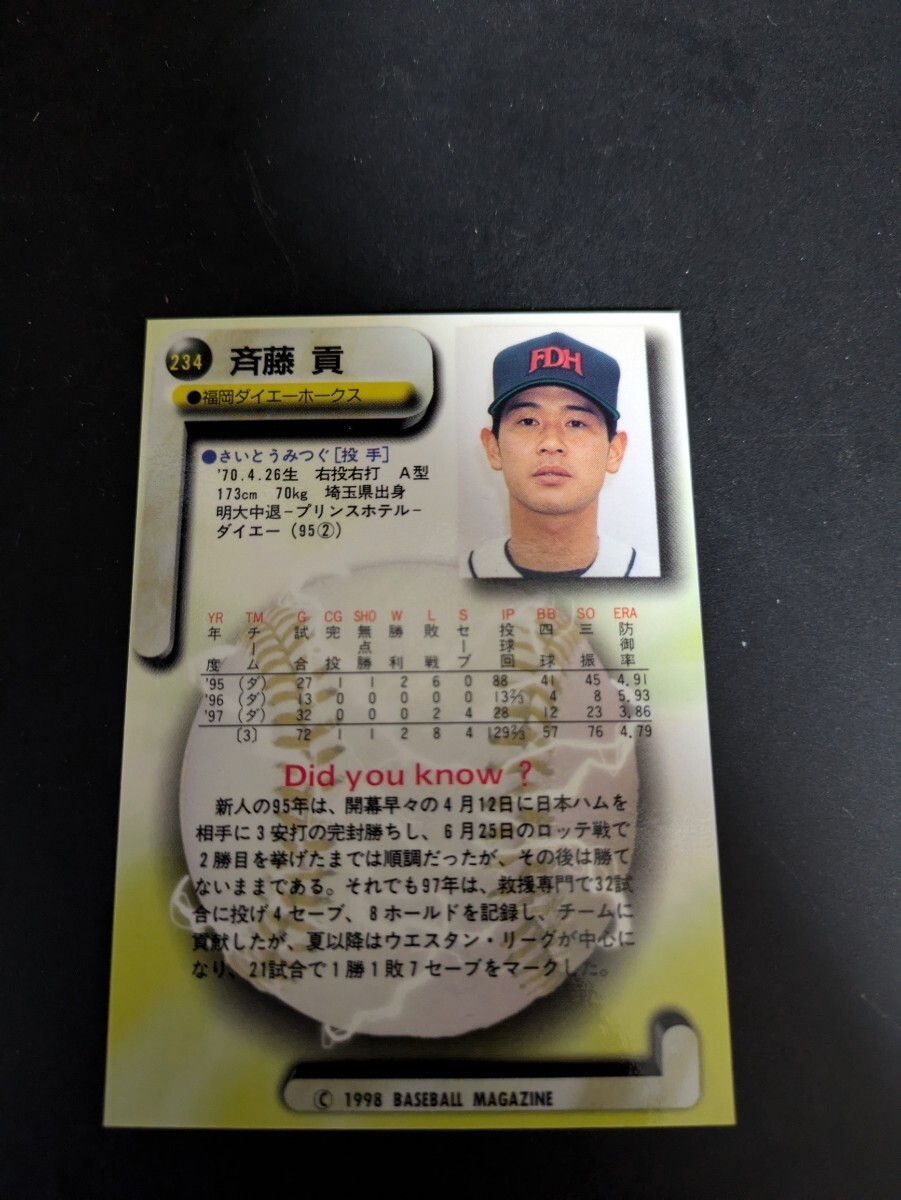 234 斉藤 貢
●福岡ダイエーホークス
FDH
●さいとうみつぐ[投 手]
'70.4.26生 右投右打 A型
173cm 70kg 埼玉県出身
明大中退-プリンスホテル-
ダイエー (95②)
YR TM G CG SHO W L S IP BB SO ERA
年度 チーム 試合 完投 無点勝 勝利 敗戦 セーブ 投球回 四球 三振 防御率
'95 (ダ) 27 1 1 2 6 0 88 41 45 4.91
'96 (ダ) 13 0 0 0 0 0 13⅔ 4 8 5.93
'97 (ダ) 32 0 0 0 2 4 28 12 23 3.86
〔3〕 72 1 1 2 8 4 129⅔ 57 76 4.79
Did you know ?
新人の95年は、開幕早々の4月12日に日本ハムを
相手に3安打の完封勝ちし、6月25日のロッテ戦で
2勝目を挙げたまでは順調だったが、その後は勝て
ないままである。それでも97年は、救援専門で32試
合に投げ4セーブ、8ホールドを記録し、チームに
貢献したが、夏以降はウエスタン・リーグが中心に
なり、21試合で1勝1敗7セーブをマークした。
© 1998 BASEBALL MAGAZINE